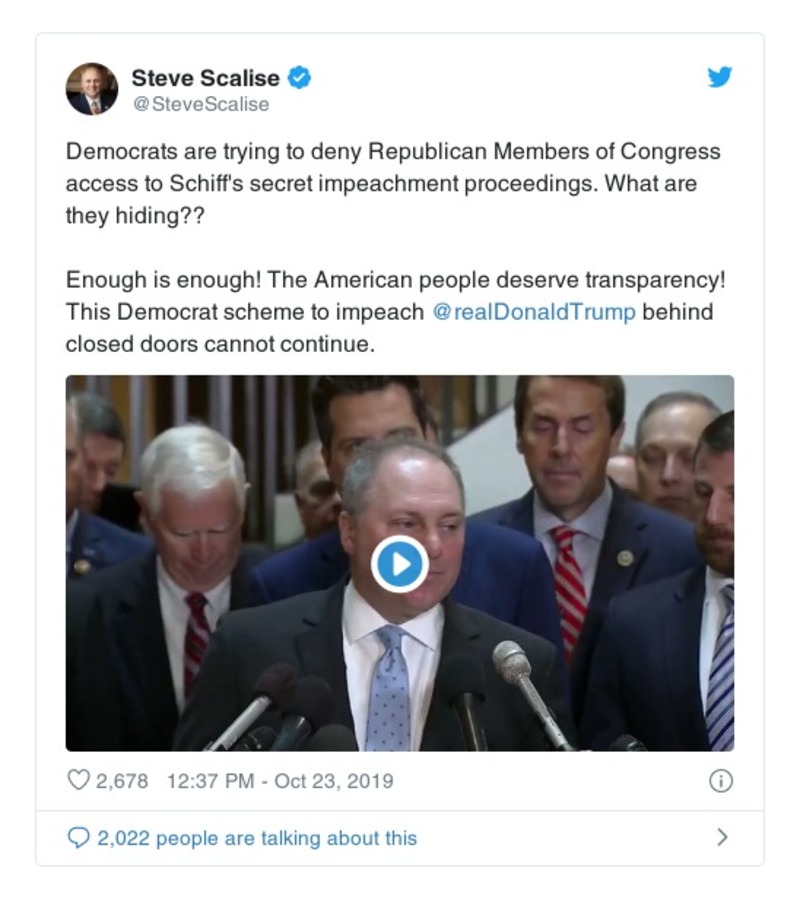 Steve Scalise
@SteveScalise
Democrats are trying to deny Republican Members of Congress
access to Schiff's secret impeachment proceedings. What are
they hiding??
Enough is enough! The American people deserve transparency!
This Democrat scheme to impeach @realDonaldTrump behind
closed doors cannot continue.
2,678 12:37 PM - Oct 23, 2019
2,022 people are talking about this